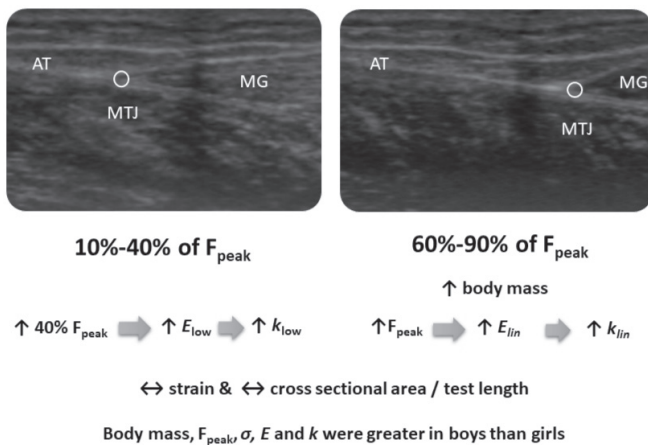 AT
MG
MTJ
AT
MG
MTJ
10%-40% of Fpeak
60%-90% of Fpeak
↑ body mass
↑ 40% Fpeak ➡ ↑ Elow ➡ ↑ klow
↑Fpeak ➡ ↑ Elin ➡ ↑ klin
↔ strain & ↔ cross sectional area / test length
Body mass, Fpeak, σ, E and k were greater in boys than girls